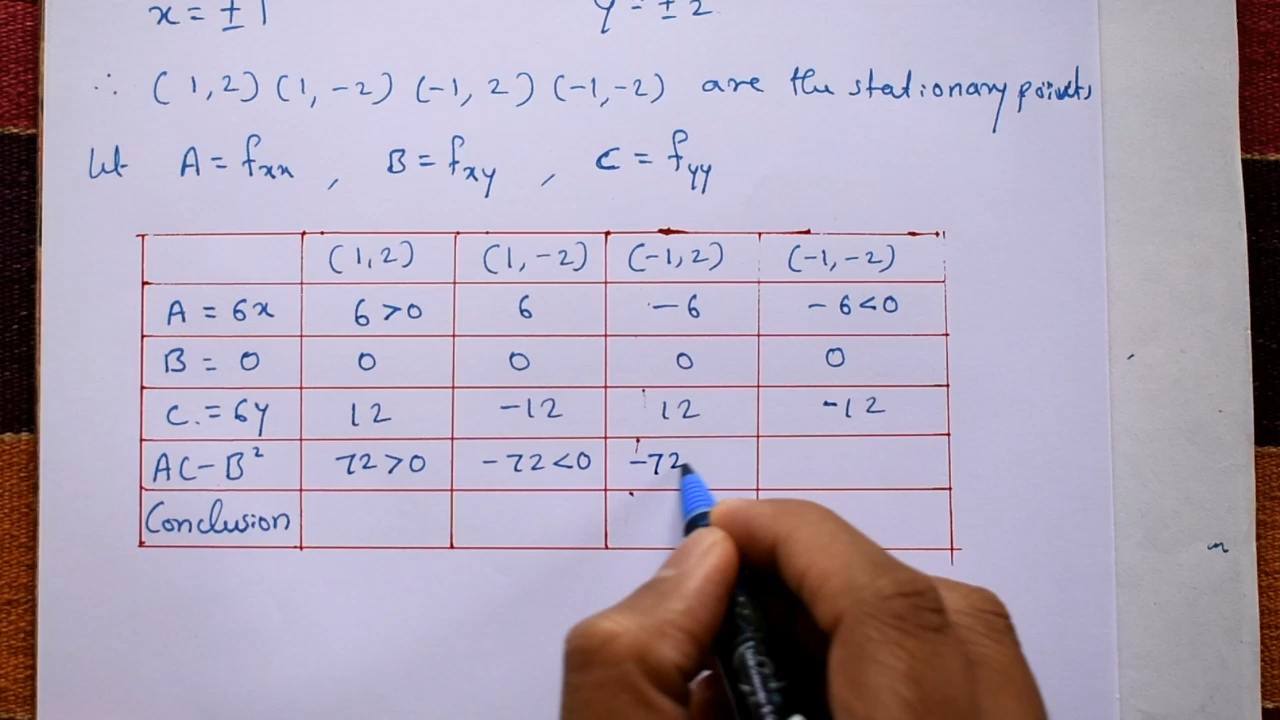 x = ± 1 y = ± 2
∴ (1,2) (1,-2) (-1,2) (-1,-2) are the stationary points
let A = fxx , B = fxy , C = fyy
(1,2) (1,-2) (-1,2) (-1,-2)
A = 6x 6>0 6 -6 -6<0
B = 0 0 0 0 0
C = 6y 12 -12 12 -12
AC-B² 72>0 -72<0 -72
Conclusion